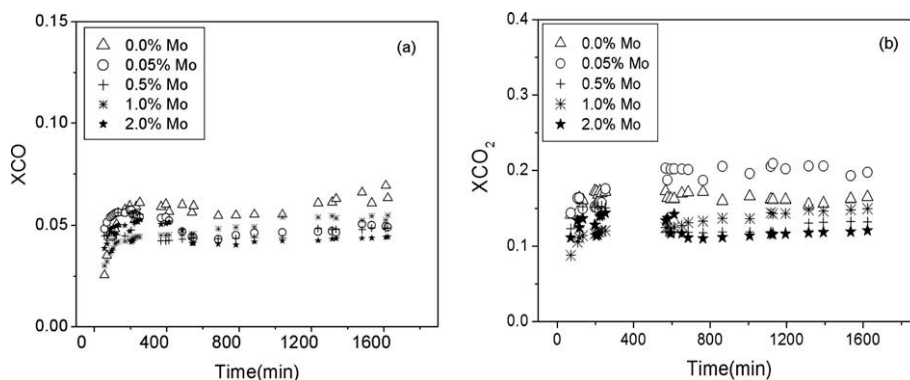 (a)
0.15
0.10
0.05
0.00
XCO
0.0% Mo
0.05% Mo
0.5% Mo
1.0% Mo
2.0% Mo
0 400 800 1200 1600
Time(min)
(b)
0.4
0.3
0.2
0.1
0.0
XCO₂
0.0% Mo
0.05% Mo
0.5% Mo
1.0% Mo
2.0% Mo
0 400 800 1200 1600
Time(min)